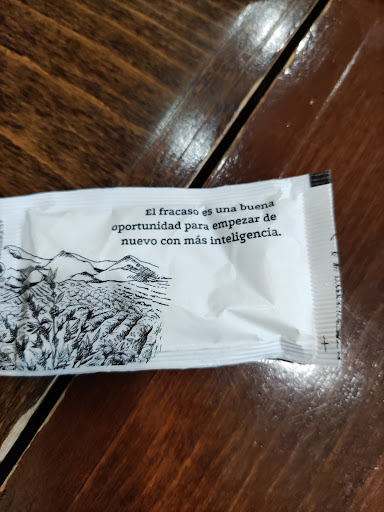 El fracaso es una buena
oportunidad para empezar de
nuevo con más inteligencia.